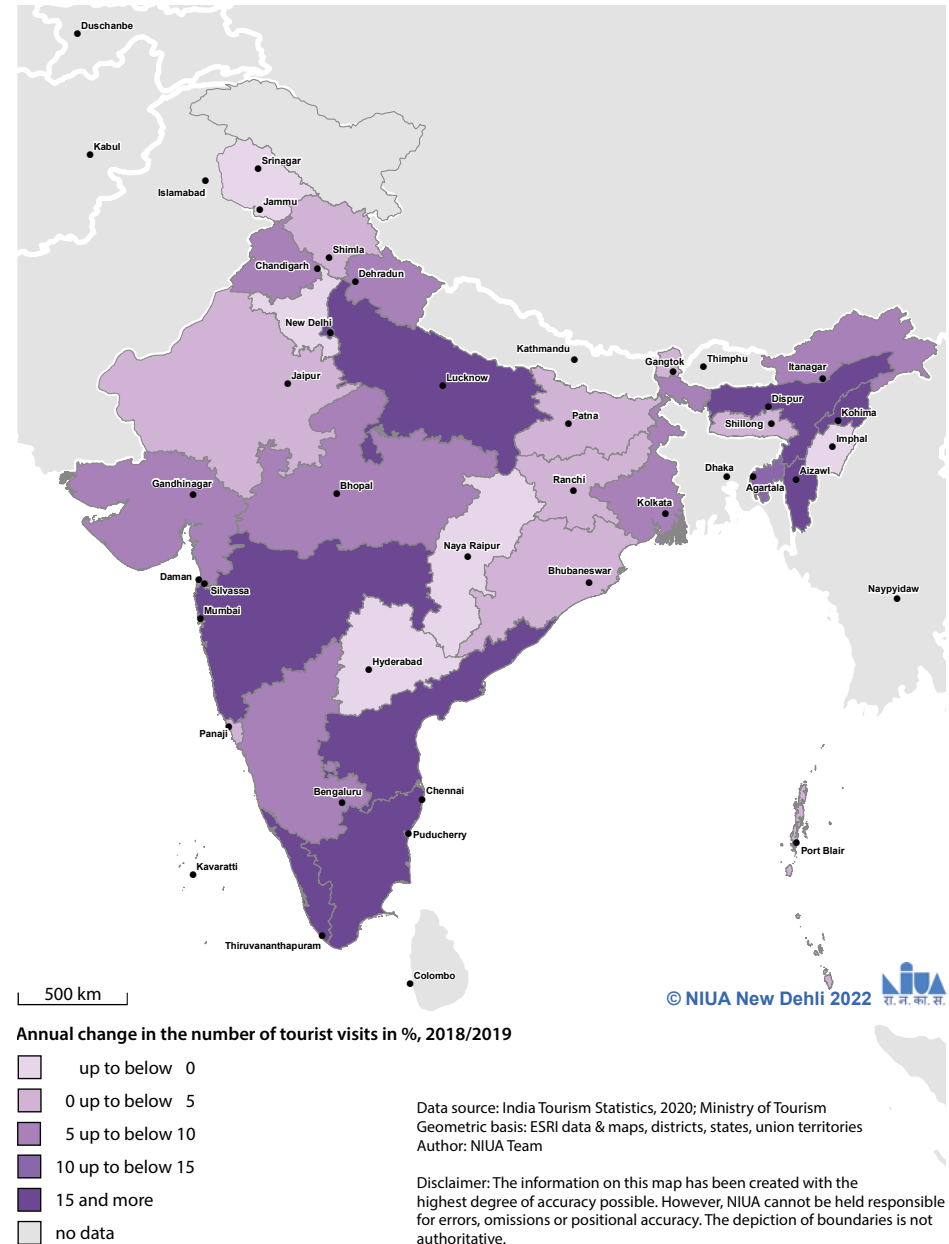 Duschanbe
Kabul
Srinagar
Islamabad
Jammu
Shimla
Chandigarh
Dehradun
New Delhi
Kathmandu
Gangtok
Thimphu
Itanagar
Jaipur
Lucknow
Dispur
Kohima
Patna
Shillong
Imphal
Dhaka
Aizawl
Ranchi
Gandhinagar
Bhopal
Agartala
Kolkata
Naya Raipur
Bhubaneswar
Daman
Silvassa
Naypyidaw
Mumbai
Hyderabad
Panaji
Bengaluru
Chennai
Puducherry
Port Blair
Kavaratti
Thiruvananthapuram
Colombo
500 km
© NIUA New Dehli 2022
NIUA
रा. न. का. सं.
Annual change in the number of tourist visits in %, 2018/2019
up to below 0
0 up to below 5
5 up to below 10
10 up to below 15
15 and more
no data
Data source: India Tourism Statistics, 2020; Ministry of Tourism
Geometric basis: ESRI data & maps, districts, states, union territories
Author: NIUA Team
Disclaimer: The information on this map has been created with the
highest degree of accuracy possible. However, NIUA cannot be held responsible
for errors, omissions or positional accuracy. The depiction of boundaries is not
authoritative.